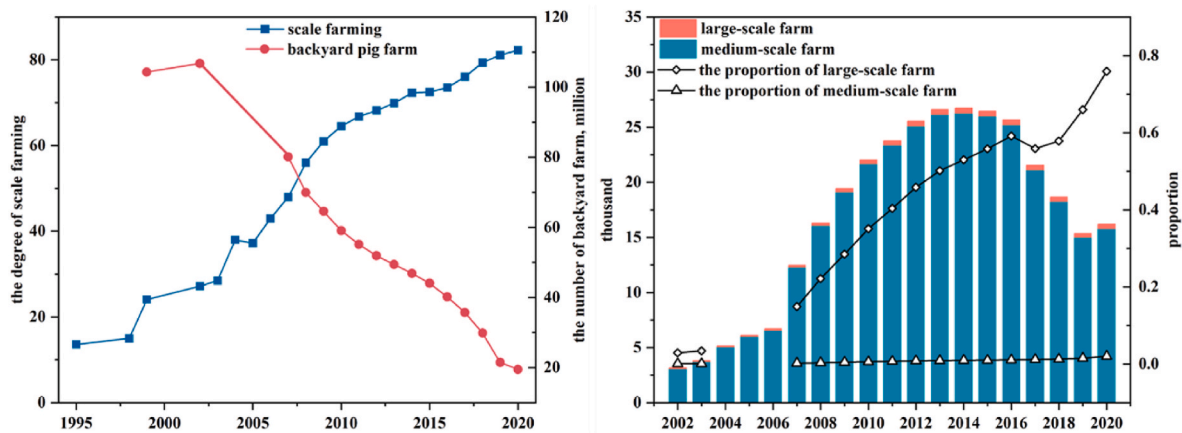 scale farming
backyard pig farm
the degree of scale farming
0
20
40
60
80
1995
2000
2005
2010
2015
2020
20
40
60
80
100
120
the number of backyard farm, million
large-scale farm
medium-scale farm
the proportion of large-scale farm
the proportion of medium-scale farm
thousand
0
5
10
15
20
25
30
35
2002 2004 2006 2008 2010 2012 2014 2016 2018 2020
0.0
0.2
0.4
0.6
0.8
proportion